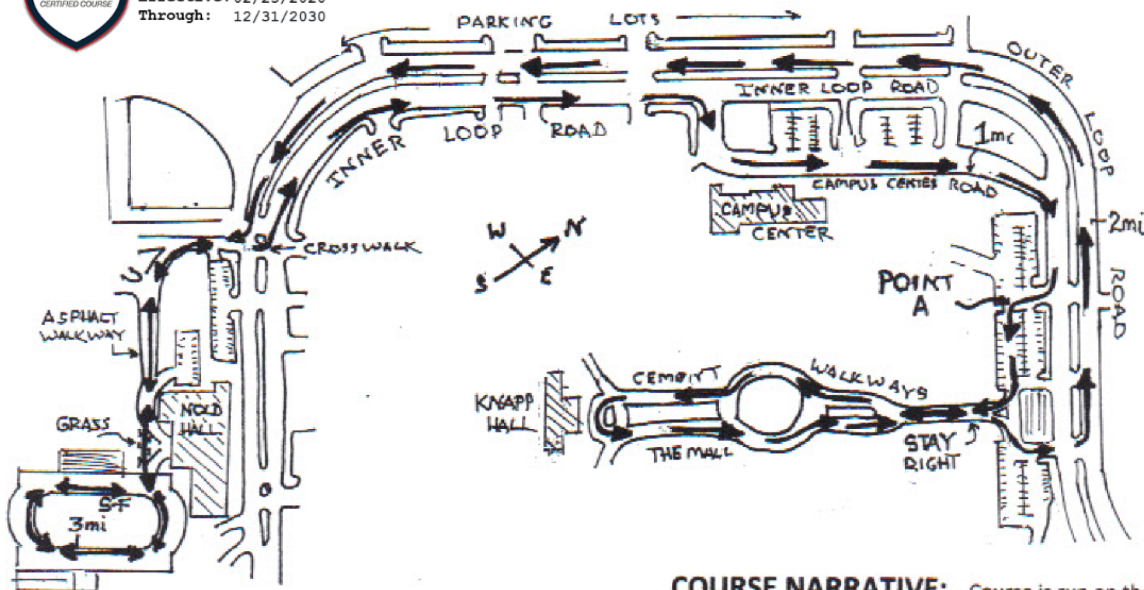 CERTIFIED COURSE
Through: 12/31/2030
PARKING LOTS
OUTER
LOOP
ROAD
INNER LOOP ROAD
INNER
LOOP
ROAD
1mi
CAMPUS CENTER ROAD
CAMPUS
CENTER
2mi
CROSSWALK
W
N
S
E
POINT
A
ASPHALT
WALKWAY
CEMENT
WALKWAYS
KNAPP
HALL
NOLD
HALL
GRASS
THE MALL
STAY
RIGHT
S-F
3mi
COURSE NARRATIVE: